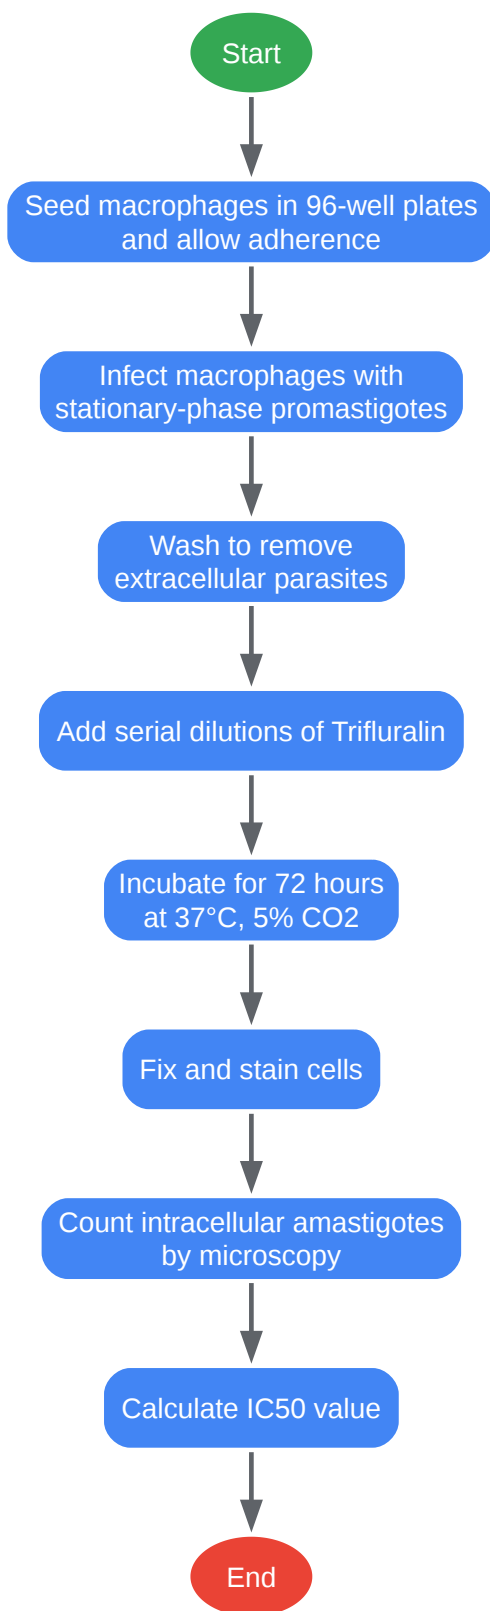 Start
Seed macrophages in 96-well plates
and allow adherence
Infect macrophages with
stationary-phase promastigotes
Wash to remove
extracellular parasites
Add serial dilutions of Trifluralin
Incubate for 72 hours
at 37°C, 5% CO2
Fix and stain cells
Count intracellular amastigotes
by microscopy
Calculate IC50 value
End